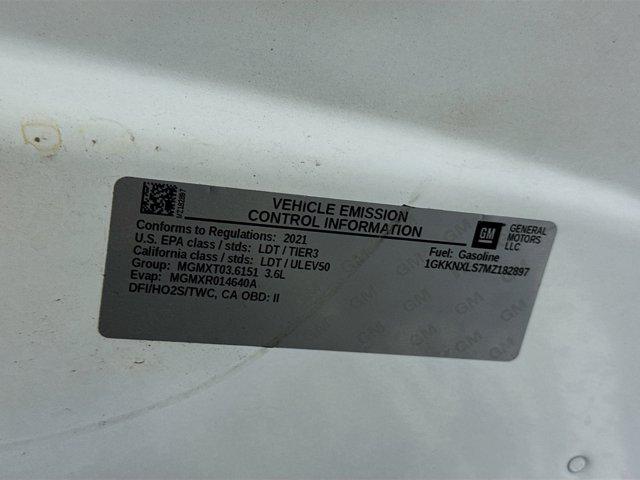 VEHICLE EMISSION
CONTROL INFORMATION
MZ182897
Conforms to Regulations: 2021
U.S. EPA class / stds: LDT / TIER3
California class / stds: LDT / ULEV50
Group: MGMXT03.6151 3.6L
Evap: MGMXR014640A
DFI/HO2S/TWC, CA OBD: II
GM
GENERAL
MOTORS
LLC
Fuel: Gasoline
1GKKNXLS7MZ182897